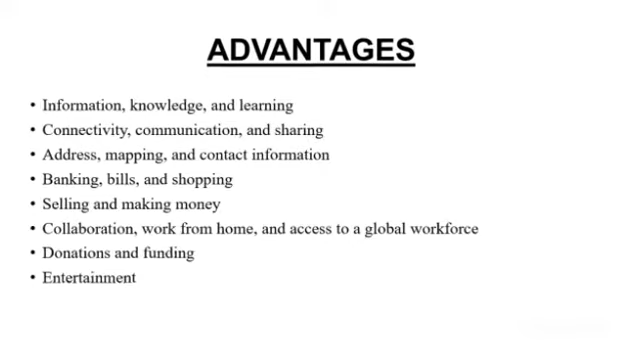 ADVANTAGES
• Information, knowledge, and learning
• Connectivity, communication, and sharing
• Address, mapping, and contact information
• Banking, bills, and shopping
• Selling and making money
• Collaboration, work from home, and access to a global workforce
• Donations and funding
• Entertainment